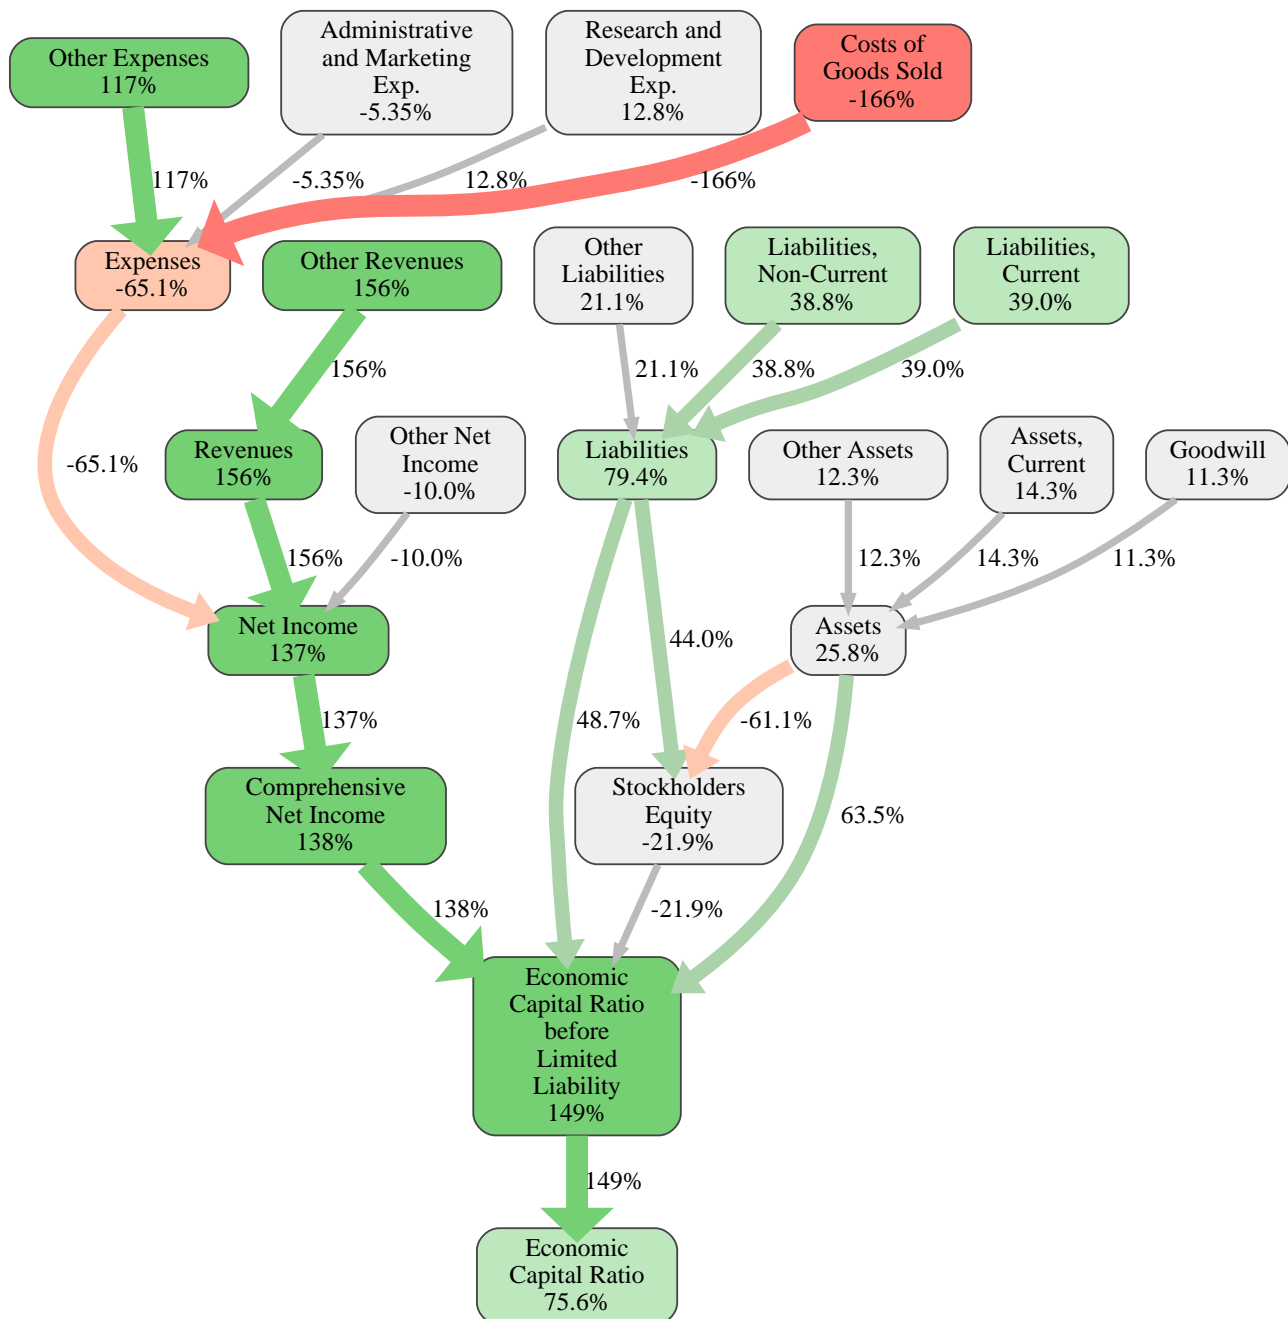 Other Expenses
117%
Administrative
and Marketing
Exp.
-5.35%
Research and
Development
Exp.
12.8%
Costs of
Goods Sold
-166%
117%
-5.35%
12.8%
-166%
Expenses
-65.1%
Other Revenues
156%
Other
Liabilities
21.1%
Liabilities,
Non-Current
38.8%
Liabilities,
Current
39.0%
156%
21.1%
38.8%
39.0%
-65.1%
Revenues
156%
Other Net
Income
-10.0%
Liabilities
79.4%
Other Assets
12.3%
Assets,
Current
14.3%
Goodwill
11.3%
156%
-10.0%
12.3%
14.3%
11.3%
Net Income
137%
44.0%
Assets
25.8%
137%
48.7%
-61.1%
Comprehensive
Net Income
138%
Stockholders
Equity
-21.9%
63.5%
138%
-21.9%
Economic
Capital Ratio
before
Limited
Liability
149%
149%
Economic
Capital Ratio
75.6%